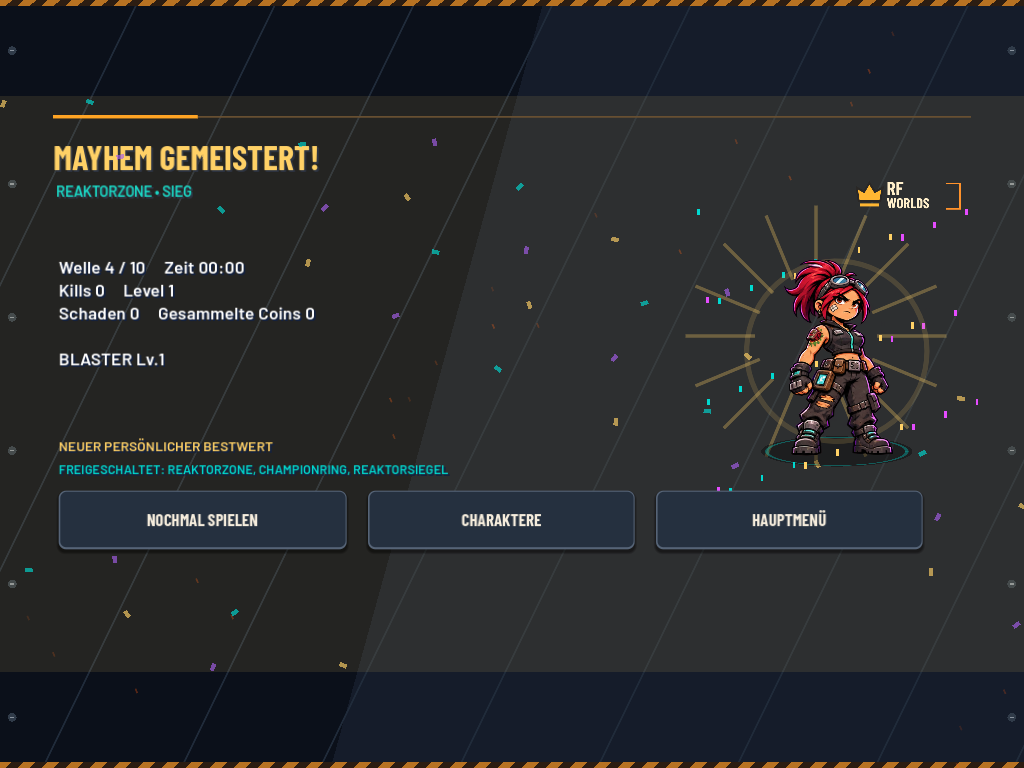 MAYHEM GEMEISTERT!
REAKTORZONE • SIEG
RF
WORLDS
Welle 4 / 10 Zeit 00:00
Kills 0 Level 1
Schaden 0 Gesammelte Coins 0
BLASTER Lv.1
NEUER PERSÖNLICHER BESTWERT
FREIGESCHALTET: REAKTORZONE, CHAMPIONRING, REAKTORSIEGEL
NOCHMAL SPIELEN
CHARAKTERE
HAUPTMENÜ